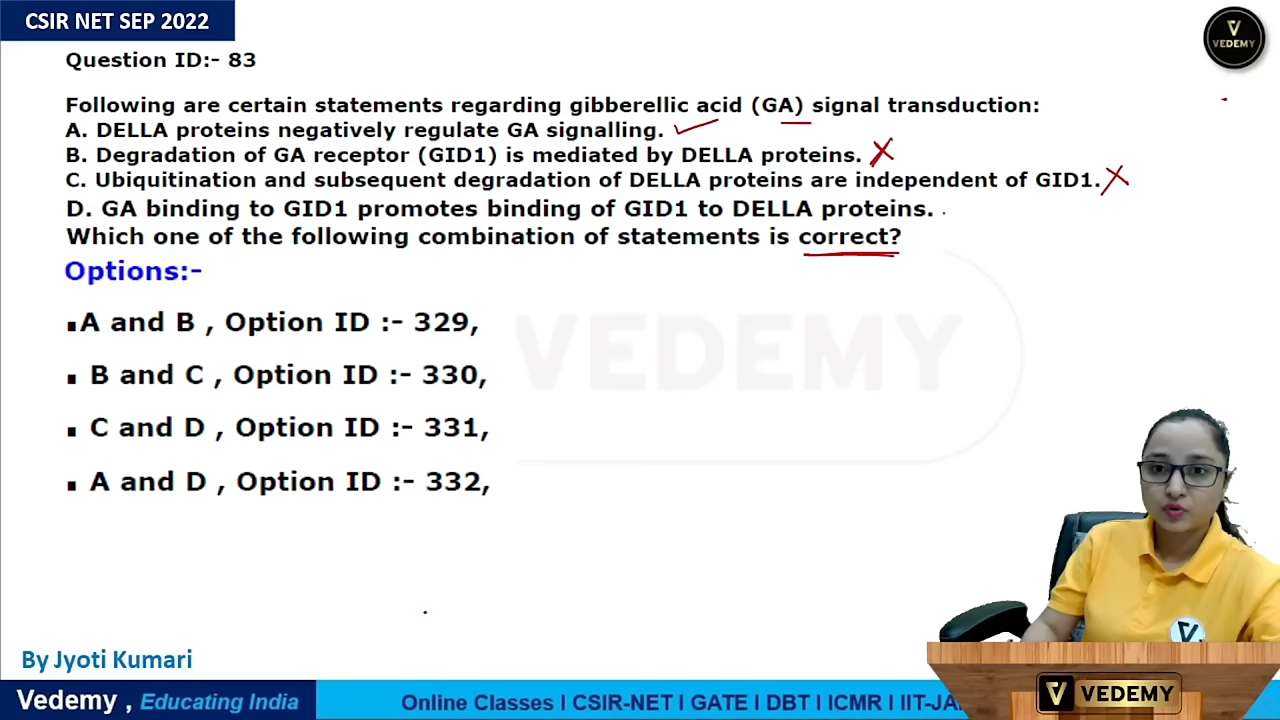 CSIR NET SEP 2022
VEDEMY
Question ID:- 83
Following are certain statements regarding gibberellic acid (GA) signal transduction:
A. DELLA proteins negatively regulate GA signalling.
B. Degradation of GA receptor (GID1) is mediated by DELLA proteins.
C. Ubiquitination and subsequent degradation of DELLA proteins are independent of GID1.
D. GA binding to GID1 promotes binding of GID1 to DELLA proteins.
Which one of the following combination of statements is correct?
Options:-
A and B , Option ID :- 329,
B and C , Option ID :- 330,
C and D , Option ID :- 331,
A and D , Option ID :- 332,
VEDEMY
By Jyoti Kumari
Vedemy , Educating India
Online Classes I CSIR-NET I GATE I DBT I ICMR I IIT-JA
VEDEMY